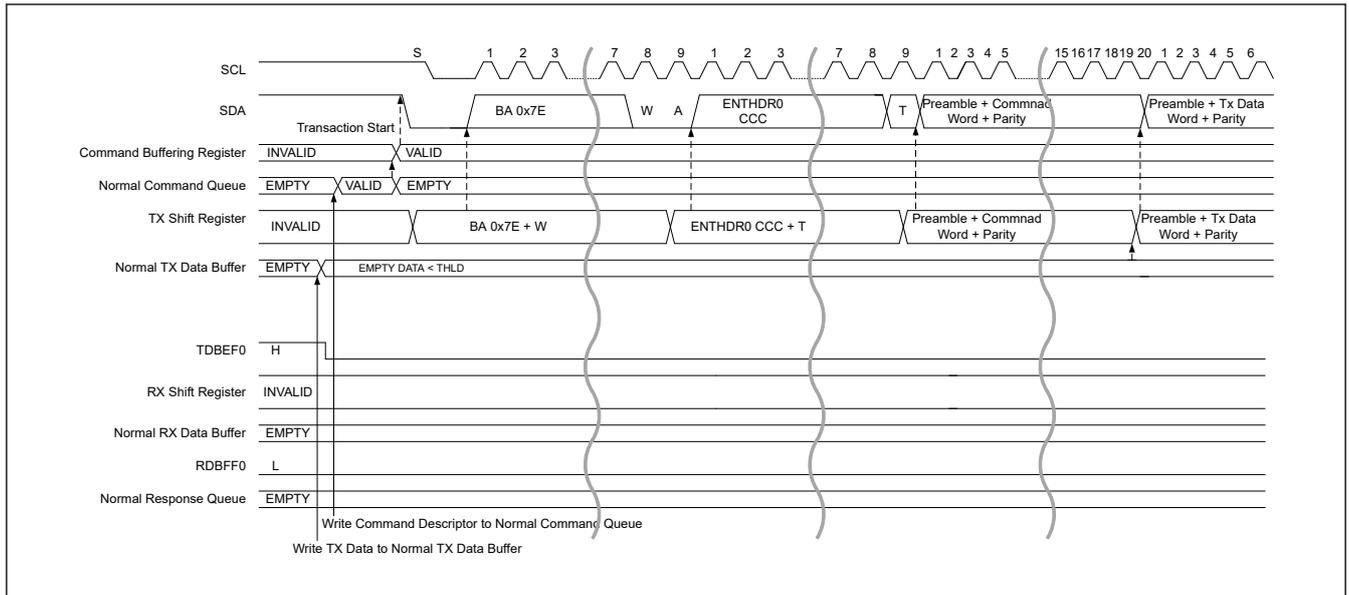 S 1 2 3 7 8 9 1 2 3 7 8 9 1 2 3 4 5 15 16 17 18 19 20 1 2 3 4 5 6
SCL
SDA BA 0x7E W A ENTHDR0 CCC T Preamble + Commnad Word + Parity Preamble + Tx Data Word + Parity
Transaction Start
Command Buffering Register INVALID VALID
Normal Command Queue EMPTY VALID EMPTY
TX Shift Register INVALID BA 0x7E + W ENTHDR0 CCC + T Preamble + Commnad Word + Parity Preamble + Tx Data Word + Parity
Normal TX Data Buffer EMPTY EMPTY DATA < THLD
TDBEF0 H
RX Shift Register INVALID
Normal RX Data Buffer EMPTY
RDBFF0 L
Normal Response Queue EMPTY
Write Command Descriptor to Normal Command Queue
Write TX Data to Normal TX Data Buffer